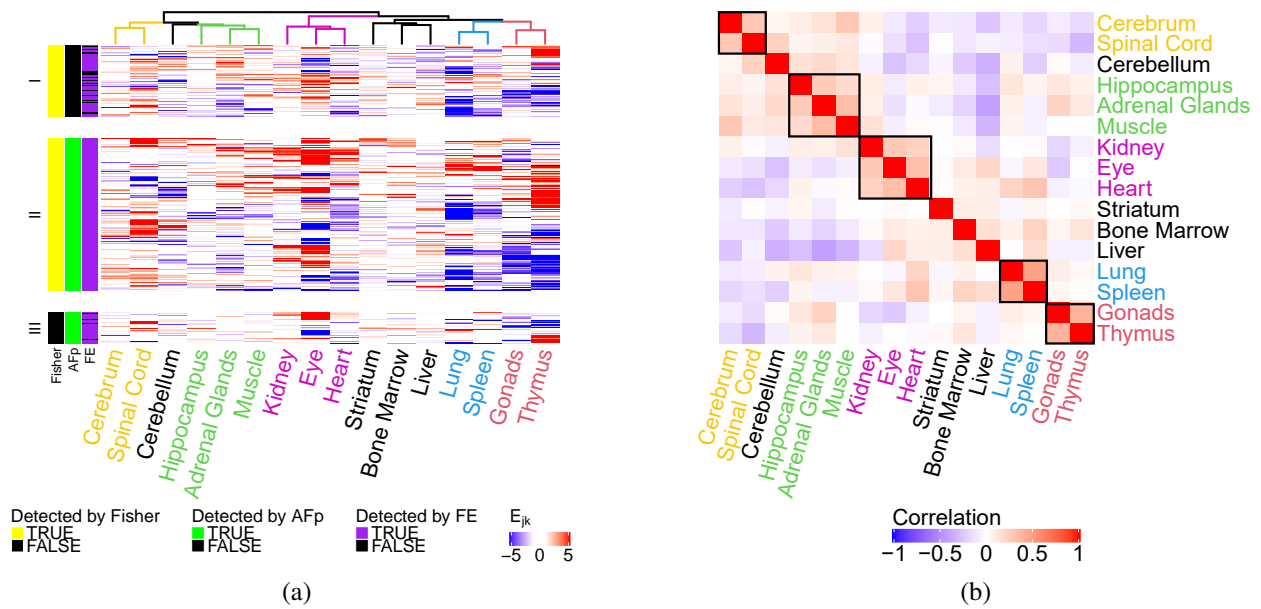 I
II
III
Fisher
AFp
FE
Cerebrum
Spinal Cord
Cerebellum
Hippocampus
Adrenal Glands
Muscle
Kidney
Eye
Heart
Striatum
Bone Marrow
Liver
Lung
Spleen
Gonads
Thymus
Detected by Fisher
TRUE
FALSE
Detected by AFp
TRUE
FALSE
Detected by FE
TRUE
FALSE
E_jk
−5 0 5
(a)
Cerebrum
Spinal Cord
Cerebellum
Hippocampus
Adrenal Glands
Muscle
Kidney
Eye
Heart
Striatum
Bone Marrow
Liver
Lung
Spleen
Gonads
Thymus
Cerebrum
Spinal Cord
Cerebellum
Hippocampus
Adrenal Glands
Muscle
Kidney
Eye
Heart
Striatum
Bone Marrow
Liver
Lung
Spleen
Gonads
Thymus
Correlation
−1 −0.5 0 0.5 1
(b)